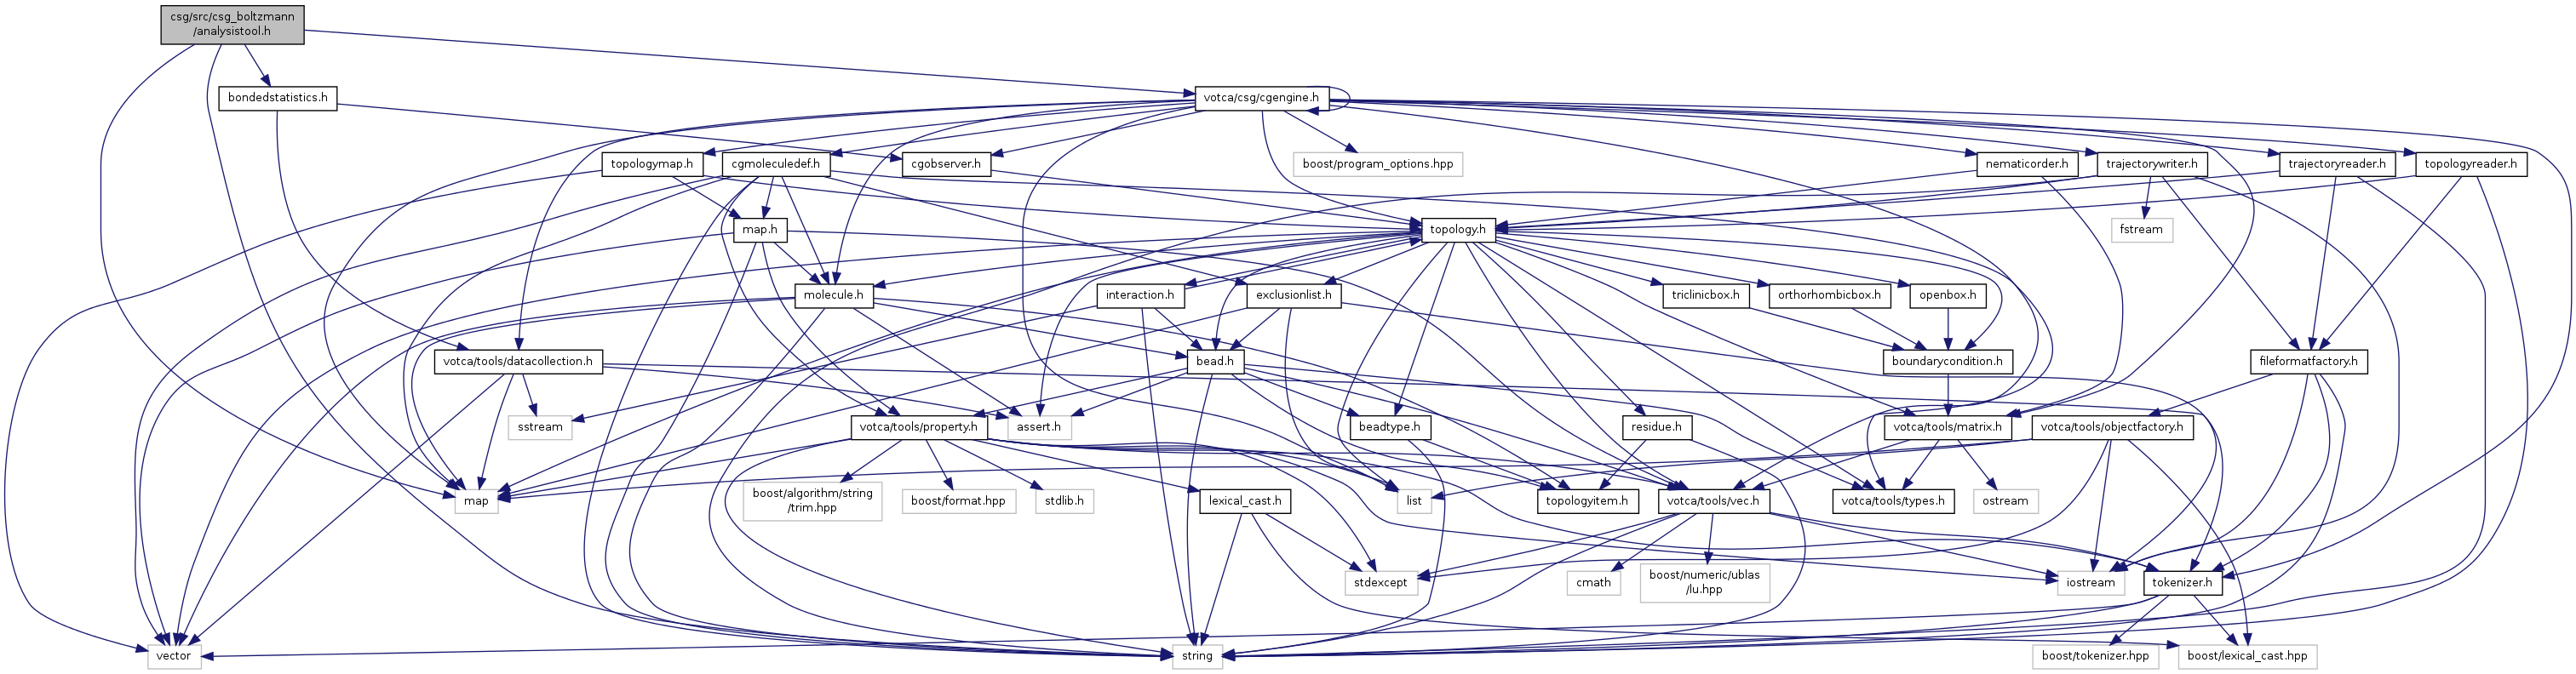 csg/src/csg_boltzmann
/analysistool.h
bondedstatistics.h
votca/csg/cgengine.h
topologymap.h
cgmoleculedef.h
cgobserver.h
boost/program_options.hpp
nematicorder.h
trajectorywriter.h
trajectoryreader.h
topologyreader.h
map.h
topology.h
fstream
molecule.h
interaction.h
exclusionlist.h
triclinicbox.h
orthorhombicbox.h
openbox.h
votca/tools/datacollection.h
bead.h
boundarycondition.h
fileformatfactory.h
sstream
votca/tools/property.h
assert.h
beadtype.h
residue.h
votca/tools/matrix.h
votca/tools/objectfactory.h
map
boost/algorithm/string
/trim.hpp
boost/format.hpp
stdlib.h
lexical_cast.h
list
topologyitem.h
votca/tools/vec.h
votca/tools/types.h
ostream
stdexcept
cmath
boost/numeric/ublas
/lu.hpp
iostream
tokenizer.h
vector
string
boost/tokenizer.hpp
boost/lexical_cast.hpp